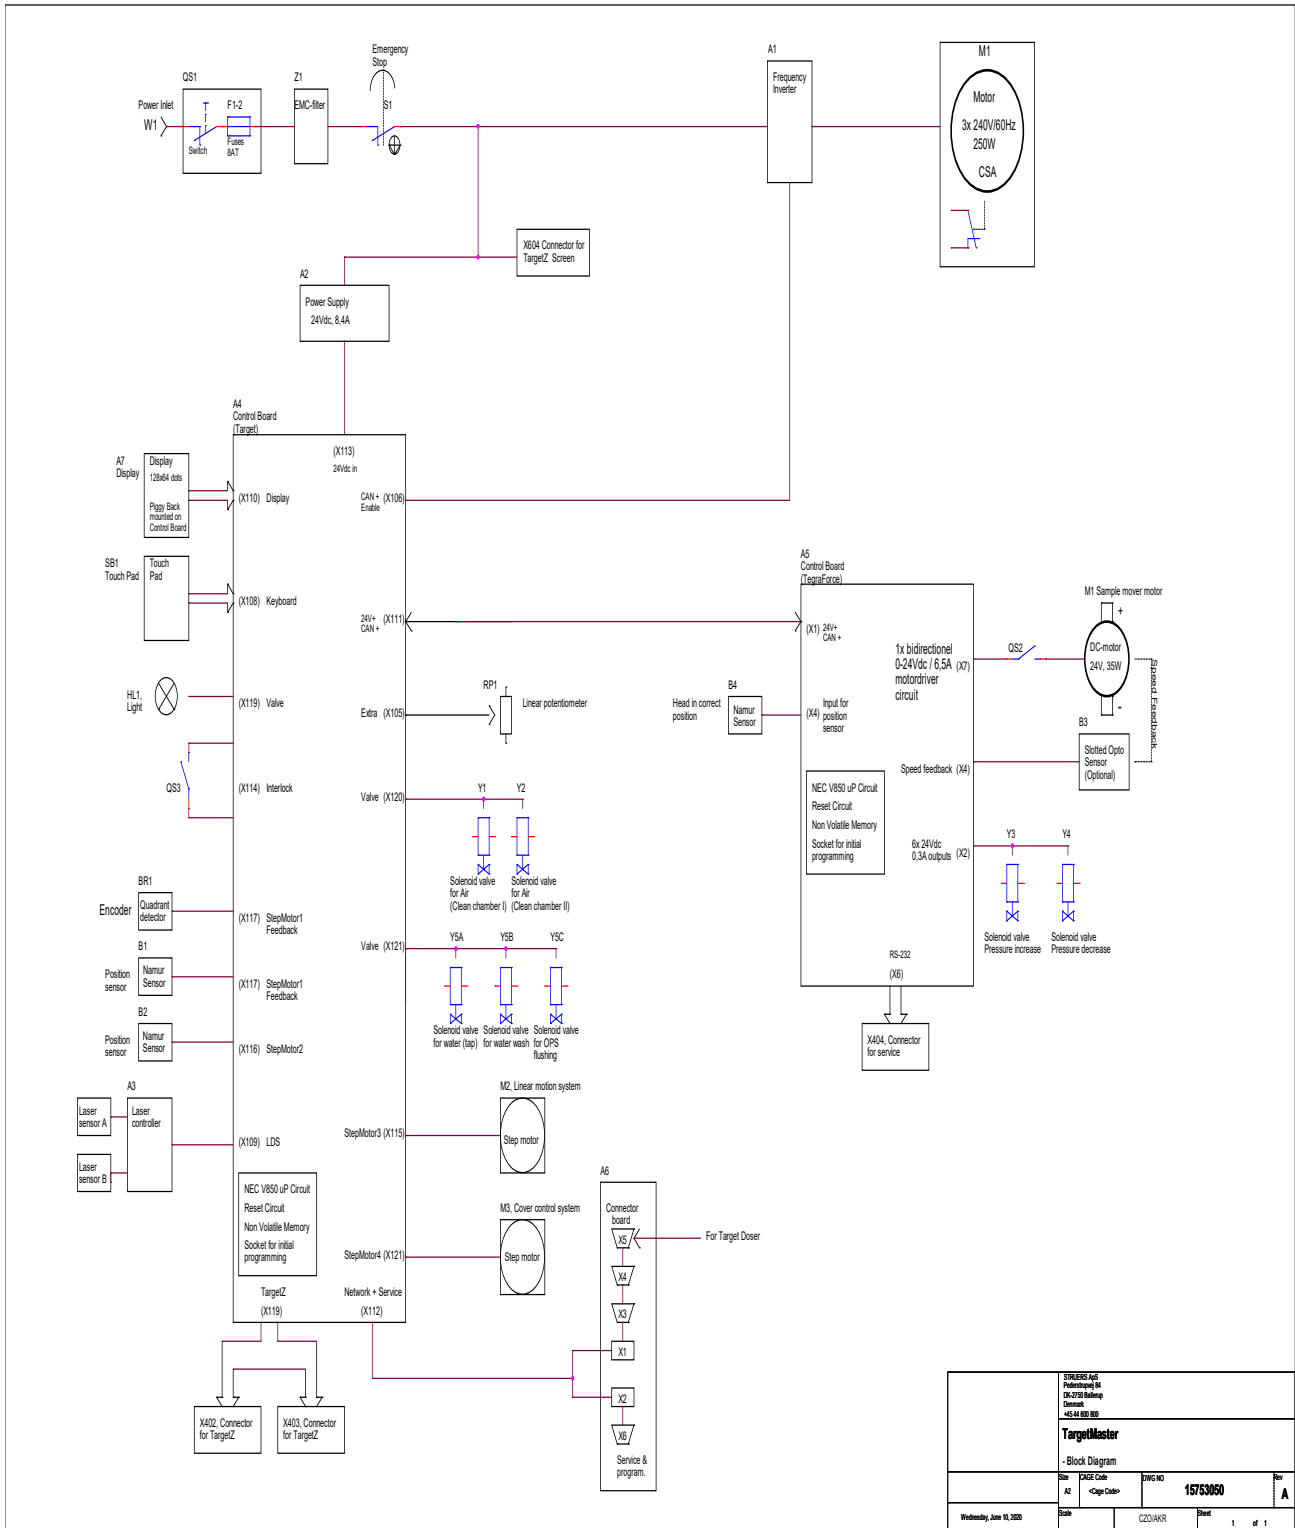 QS1
Power Inlet
W1
F1-2
Switch
Fuses
8AT
Z1
EMC-filter
Emergency
Stop
S1
A1
Frequency
Inverter
M1
Motor
3x 240V/60Hz
250W
CSA
X604 Connector for
TargetZ Screen
A2
Power Supply
24Vdc, 8,4A
A4
Control Board
(Target)
(X113)
24Vdc in
A7
Display
Display
128x64 dots
Piggy Back
mounted on
Control Board
(X110) Display
CAN +
Enable
(X106)
SB1
Touch Pad
Touch
Pad
(X108) Keyboard
24V+
CAN +
(X111)
HL1,
Light
(X119) Valve
Extra (X105)
RP1
Linear potentiometer
QS3
(X114) Interlock
Valve (X120)
Y1
Y2
Solenoid valve
for Air
(Clean chamber I)
Solenoid valve
for Air
(Clean chamber II)
BR1
Encoder
Quadrant
detector
(X117) StepMotor1
Feedback
B1
Position
sensor
Namur
Sensor
(X117) StepMotor1
Feedback
B2
Position
sensor
Namur
Sensor
(X116) StepMotor2
Valve (X121)
Y5A
Y5B
Y5C
Solenoid valve
for water (tap)
Solenoid valve
for water wash
Solenoid valve
for OPS
flushing
A3
Laser
sensor A
Laser
controller
Laser
sensor B
(X109) LDS
StepMotor3 (X115)
M2, Linear motion system
Step motor
NEC V850 uP Circuit
Reset Circuit
Non Volatile Memory
Socket for initial
programming
StepMotor4 (X121)
M3, Cover control system
Step motor
TargetZ
(X119)
Network + Service
(X112)
X402, Connector
for TargetZ
X403, Connector
for TargetZ
A6
Connector
board
X5
For Target Doser
X4
X3
X1
X2
X6
Service &
program.
A5
Control Board
(TegraForce)
(X1) 24V+
CAN +
1x bidirectionel
0-24Vdc / 6,5A
motordriver
circuit
(X7)
QS2
M1 Sample mover motor
+
DC-motor
24V, 35W
-
Speed Feedback
B4
Head in correct
position
Namur
Sensor
(X4) Input for
position
sensor
B3
Slotted Opto
Sensor
(Optional)
Speed feedback (X4)
NEC V850 uP Circuit
Reset Circuit
Non Volatile Memory
Socket for initial
programming
6x 24Vdc
0,3A outputs
(X2)
Y3
Y4
Solenoid valve
Pressure increase
Solenoid valve
Pressure decrease
RS-232
(X6)
X404, Connector
for service
STRUERS ApS
Pederstrupvej 84
DK-2750 Ballerup
Denmark
+45 44 600 800
TargetMaster
- Block Diagram
Size
A2
CAGE Code
<Cage Code>
DWG NO
15753050
Rev
A
Wednesday, June 10, 2020
Scale
CZO/AKR
Sheet
1 of 1